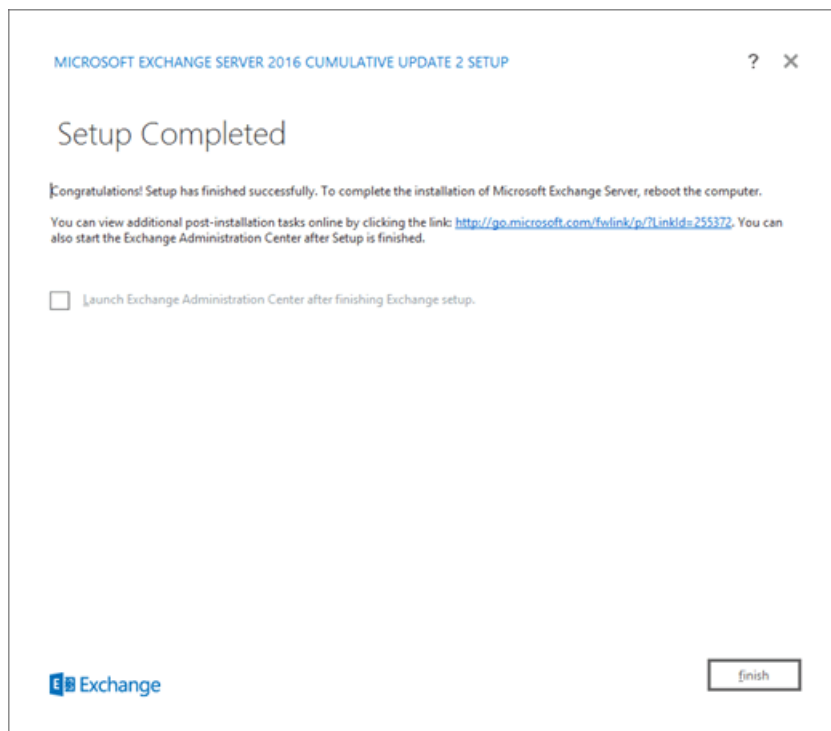 MICROSOFT EXCHANGE SERVER 2016 CUMULATIVE UPDATE 2 SETUP
? ✕
Setup Completed
Congratulations! Setup has finished successfully. To complete the installation of Microsoft Exchange Server, reboot the computer.
You can view additional post-installation tasks online by clicking the link: http://go.microsoft.com/fwlink/p/?LinkId=255372. You can
also start the Exchange Administration Center after Setup is finished.
Launch Exchange Administration Center after finishing Exchange setup.
E Exchange
finish